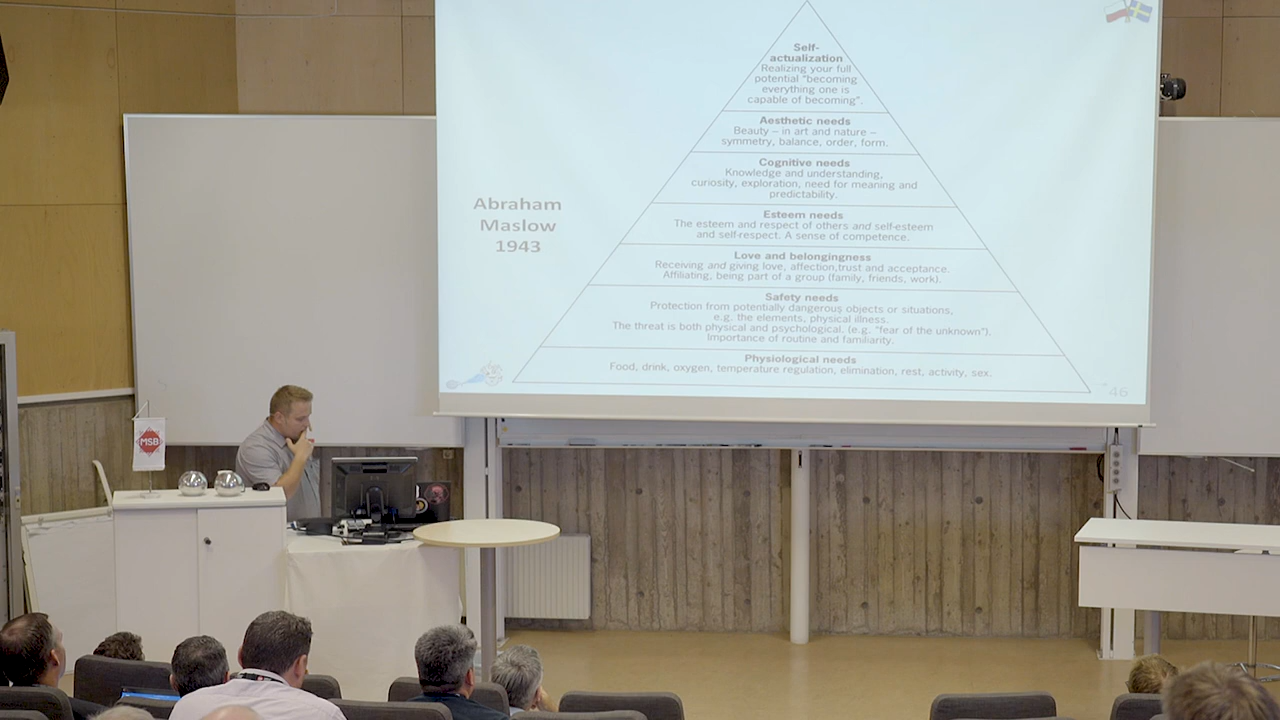 Self-
actualization
Realizing your full
potential "becoming
everything one is
capable of becoming".
Aesthetic needs
Beauty – in art and nature –
symmetry, balance, order, form.
Cognitive needs
Knowledge and understanding,
curiosity, exploration, need for meaning and
predictability.
Esteem needs
The esteem and respect of others and self-esteem
and self-respect. A sense of competence.
Love and belongingness
Receiving and giving love, affection,trust and acceptance.
Affiliating, being part of a group (family, friends, work).
Safety needs
Protection from potentially dangerous objects or situations,
e.g. the elements, physical illness.
The threat is both physical and psychological. (e.g. "fear of the unknown").
Importance of routine and familiarity.
Physiological needs
Food, drink, oxygen, temperature regulation, elimination, rest, activity, sex.
Abraham
Maslow
1943
46
MSB